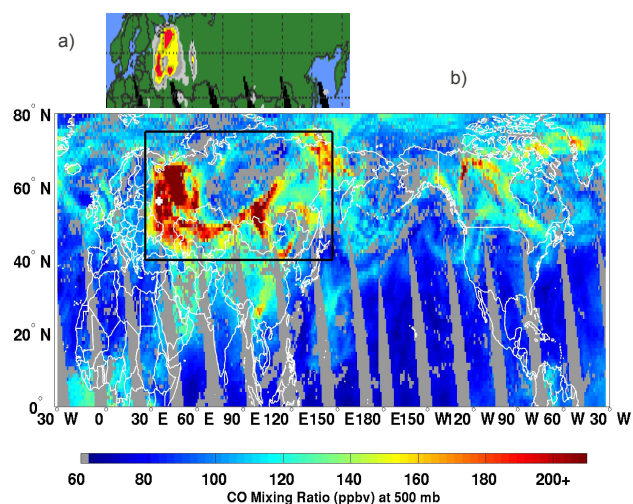 a)
b)
80° N
60° N
40° N
20° N
0°
30° W 0° E 30° E 60° E 90° E 120° E150° E180 E150° W120° W 90° W 60° W 30° W
60 80 100 120 140 160 180 200+
CO Mixing Ratio (ppbv) at 500 mb